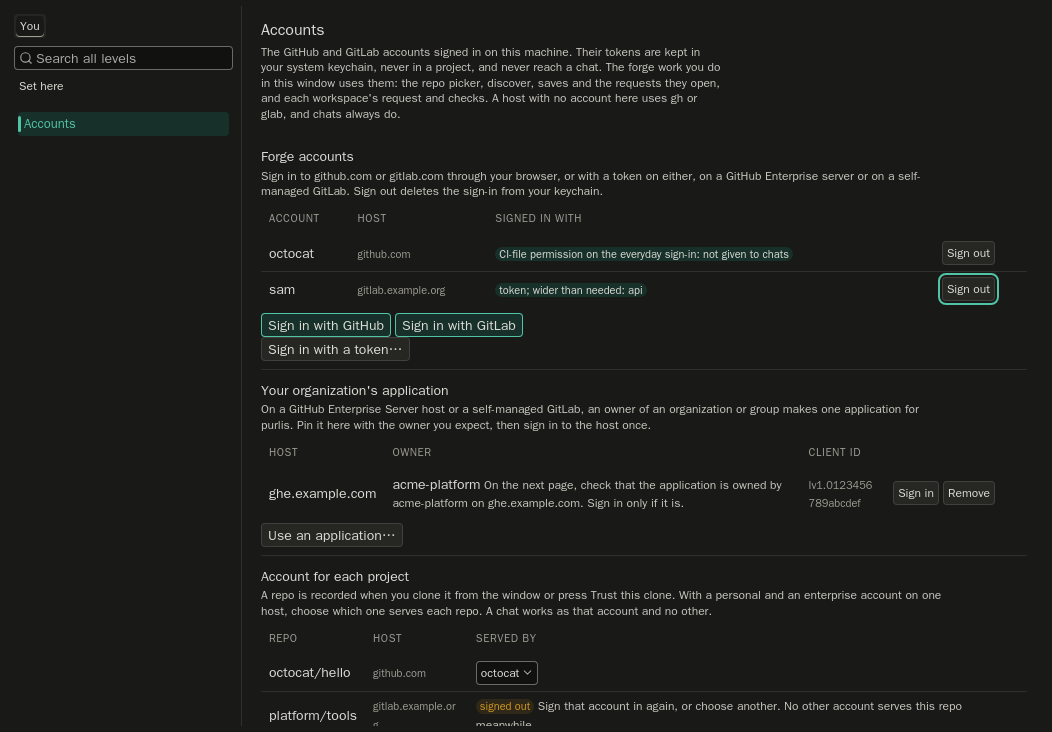 You
Search all levels
Set here
Accounts
Accounts
The GitHub and GitLab accounts signed in on this machine. Their tokens are kept in
your system keychain, never in a project, and never reach a chat. The forge work you do
in this window uses them: the repo picker, discover, saves and the requests they open,
and each workspace's request and checks. A host with no account here uses gh or
glab, and chats always do.
Forge accounts
Sign in to github.com or gitlab.com through your browser, or with a token on either, on a GitHub Enterprise server or on a self-
managed GitLab. Sign out deletes the sign-in from your keychain.
ACCOUNT HOST SIGNED IN WITH
octocat github.com CI-file permission on the everyday sign-in: not given to chats Sign out
sam gitlab.example.org token; wider than needed: api Sign out
Sign in with GitHub Sign in with GitLab
Sign in with a token···
Your organization's application
On a GitHub Enterprise Server host or a self-managed GitLab, an owner of an organization or group makes one application for
purlis. Pin it here with the owner you expect, then sign in to the host once.
HOST OWNER CLIENT ID
ghe.example.com acme-platform On the next page, check that the application is owned by Iv1.0123456 Sign in Remove
acme-platform on ghe.example.com. Sign in only if it is. 789abcdef
Use an application···
Account for each project
A repo is recorded when you clone it from the window or press Trust this clone. With a personal and an enterprise account on one
host, choose which one serves each repo. A chat works as that account and no other.
REPO HOST SERVED BY
octocat/hello github.com octocat
platform/tools gitlab.example.or signed out Sign that account in again, or choose another. No other account serves this repo
g meanwhile